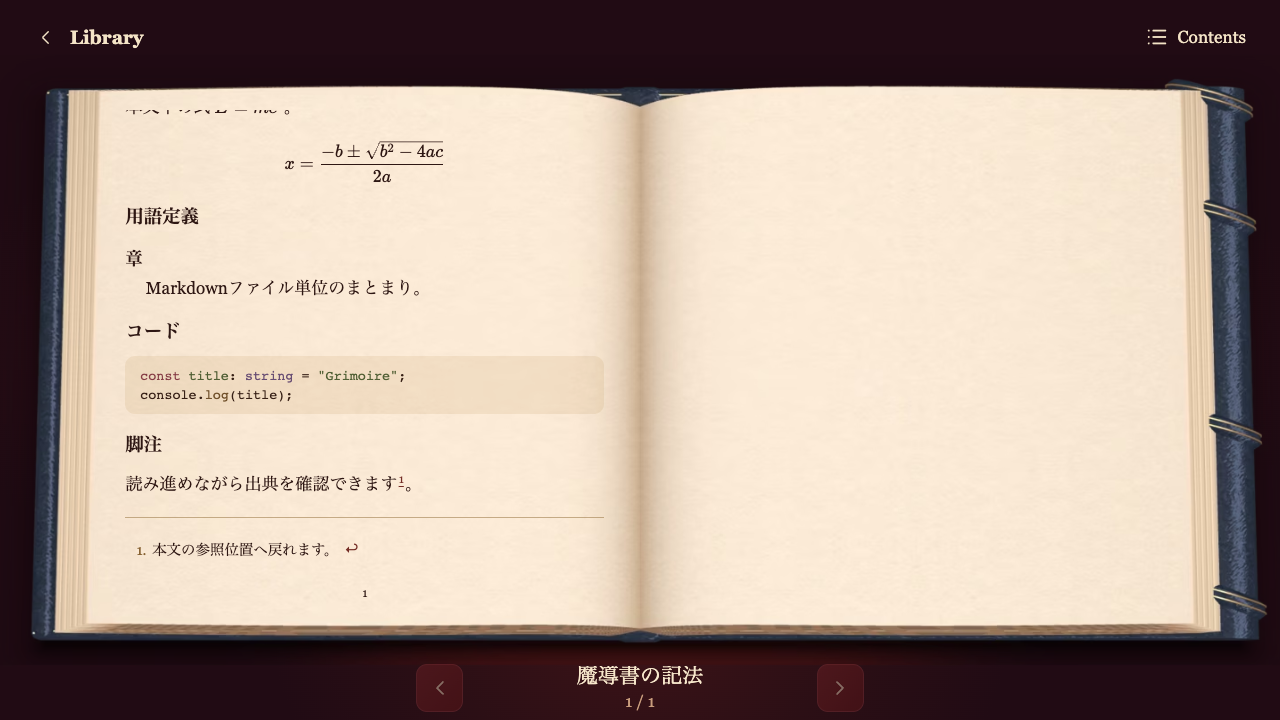 Library
Contents
x = \frac{-b ± \sqrt{b^2 - 4ac}}{2a}
用語定義
章
Markdownファイル単位のまとまり。
コード
const title: string = "Grimoire";
console.log(title);
脚注
読み進めながら出典を確認できます1。
1. 本文の参照位置へ戻れます。 ↩
1
魔導書の記法
1 / 1